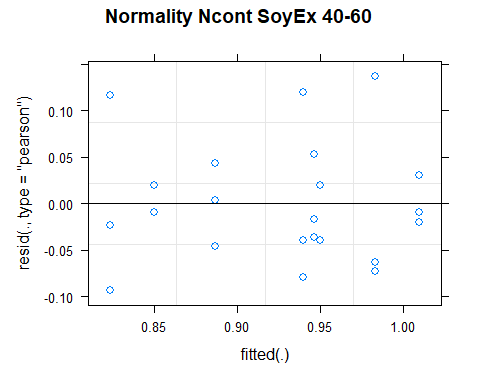 Normality Ncont SoyEx 40-60
resid(., type = "pearson")
0.10
0.05
0.00
-0.05
-0.10
0.85 0.90 0.95 1.00
fitted(.)